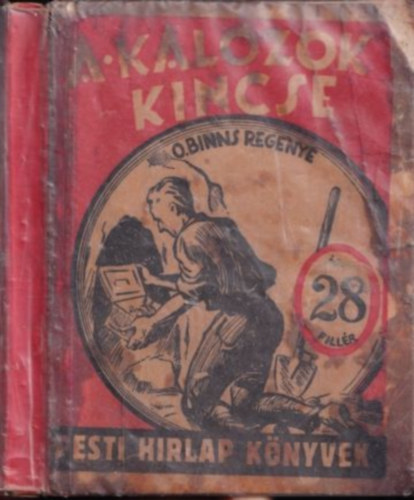 A·KALÓZOK
KINCSE
O.BINNS REGÉNYE
28
FILLÉR
PESTI HIRLAP KÖNYVEK